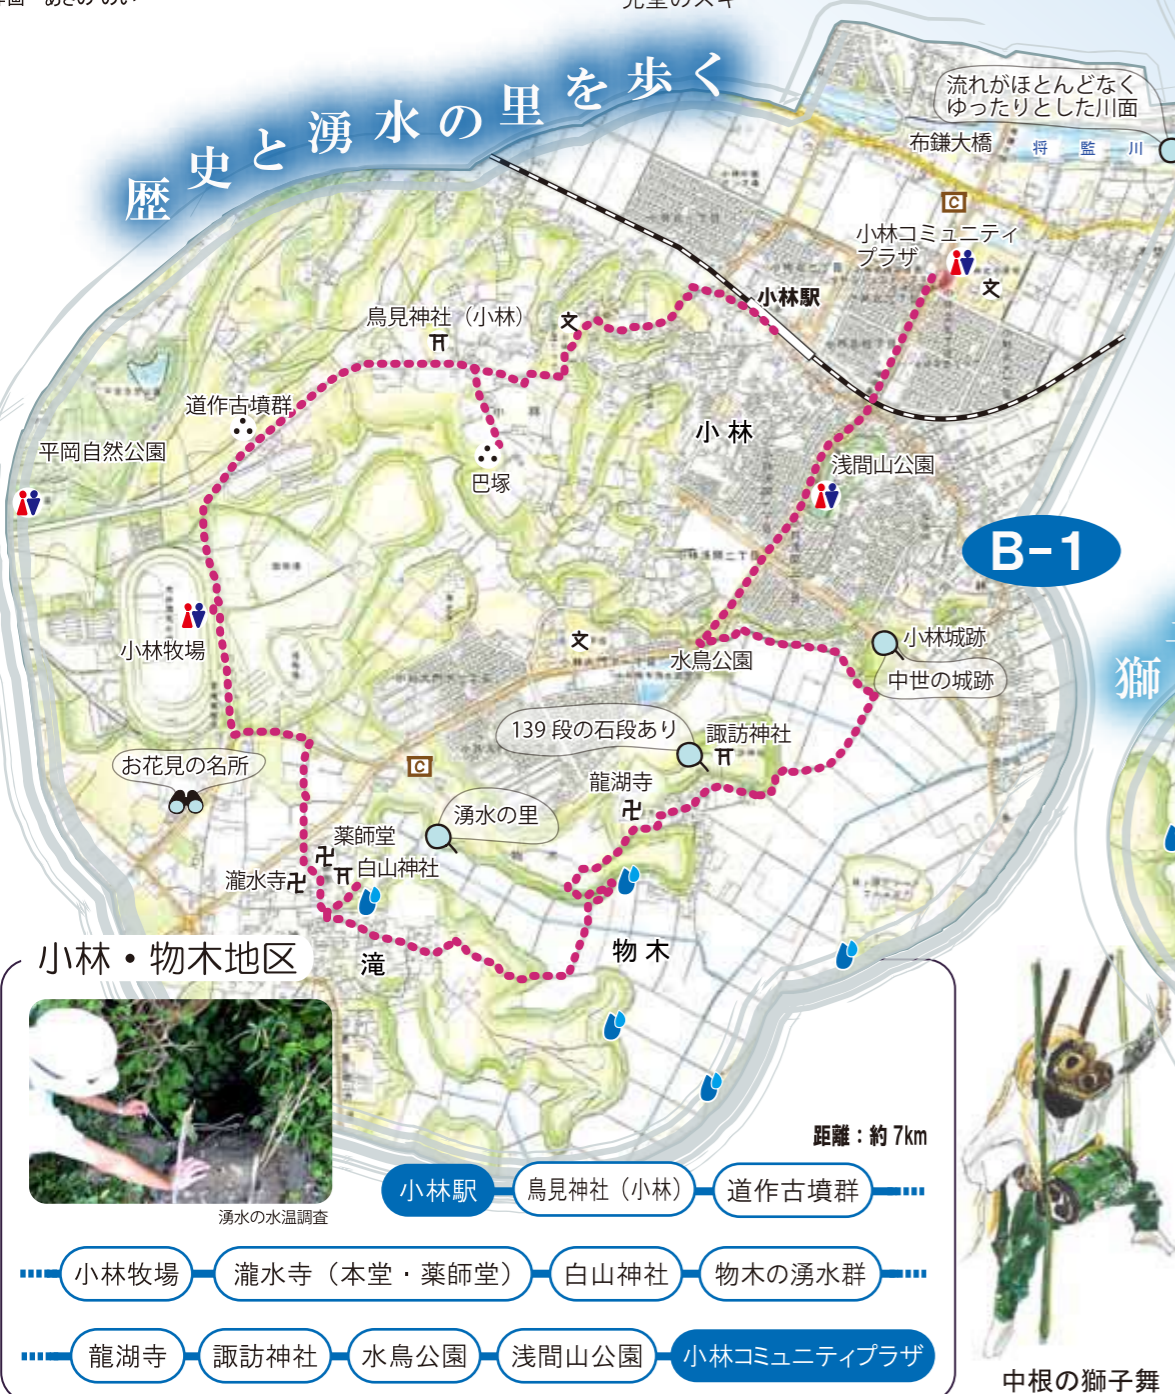 歴史と湧水の里を歩く
流れがほとんどなく
ゆったりとした川面
布鎌大橋
将監川
C
小林コミュニティ
プラザ
文
小林駅
鳥見神社（小林）
文
道作古墳群
平岡自然公園
巴塚
小林
浅間山公園
B-1
小林牧場
文
水鳥公園
小林城跡
中世の城跡
139段の石段あり
諏訪神社
龍湖寺
お花見の名所
C
湧水の里
薬師堂
白山神社
瀧水寺
滝
物木
獅
小林・物木地区
湧水の水温調査
距離：約7km
小林駅
鳥見神社（小林）
道作古墳群
小林牧場
瀧水寺（本堂・薬師堂）
白山神社
物木の湧水群
龍湖寺
諏訪神社
水鳥公園
浅間山公園
小林コミュニティプラザ
中根の獅子舞